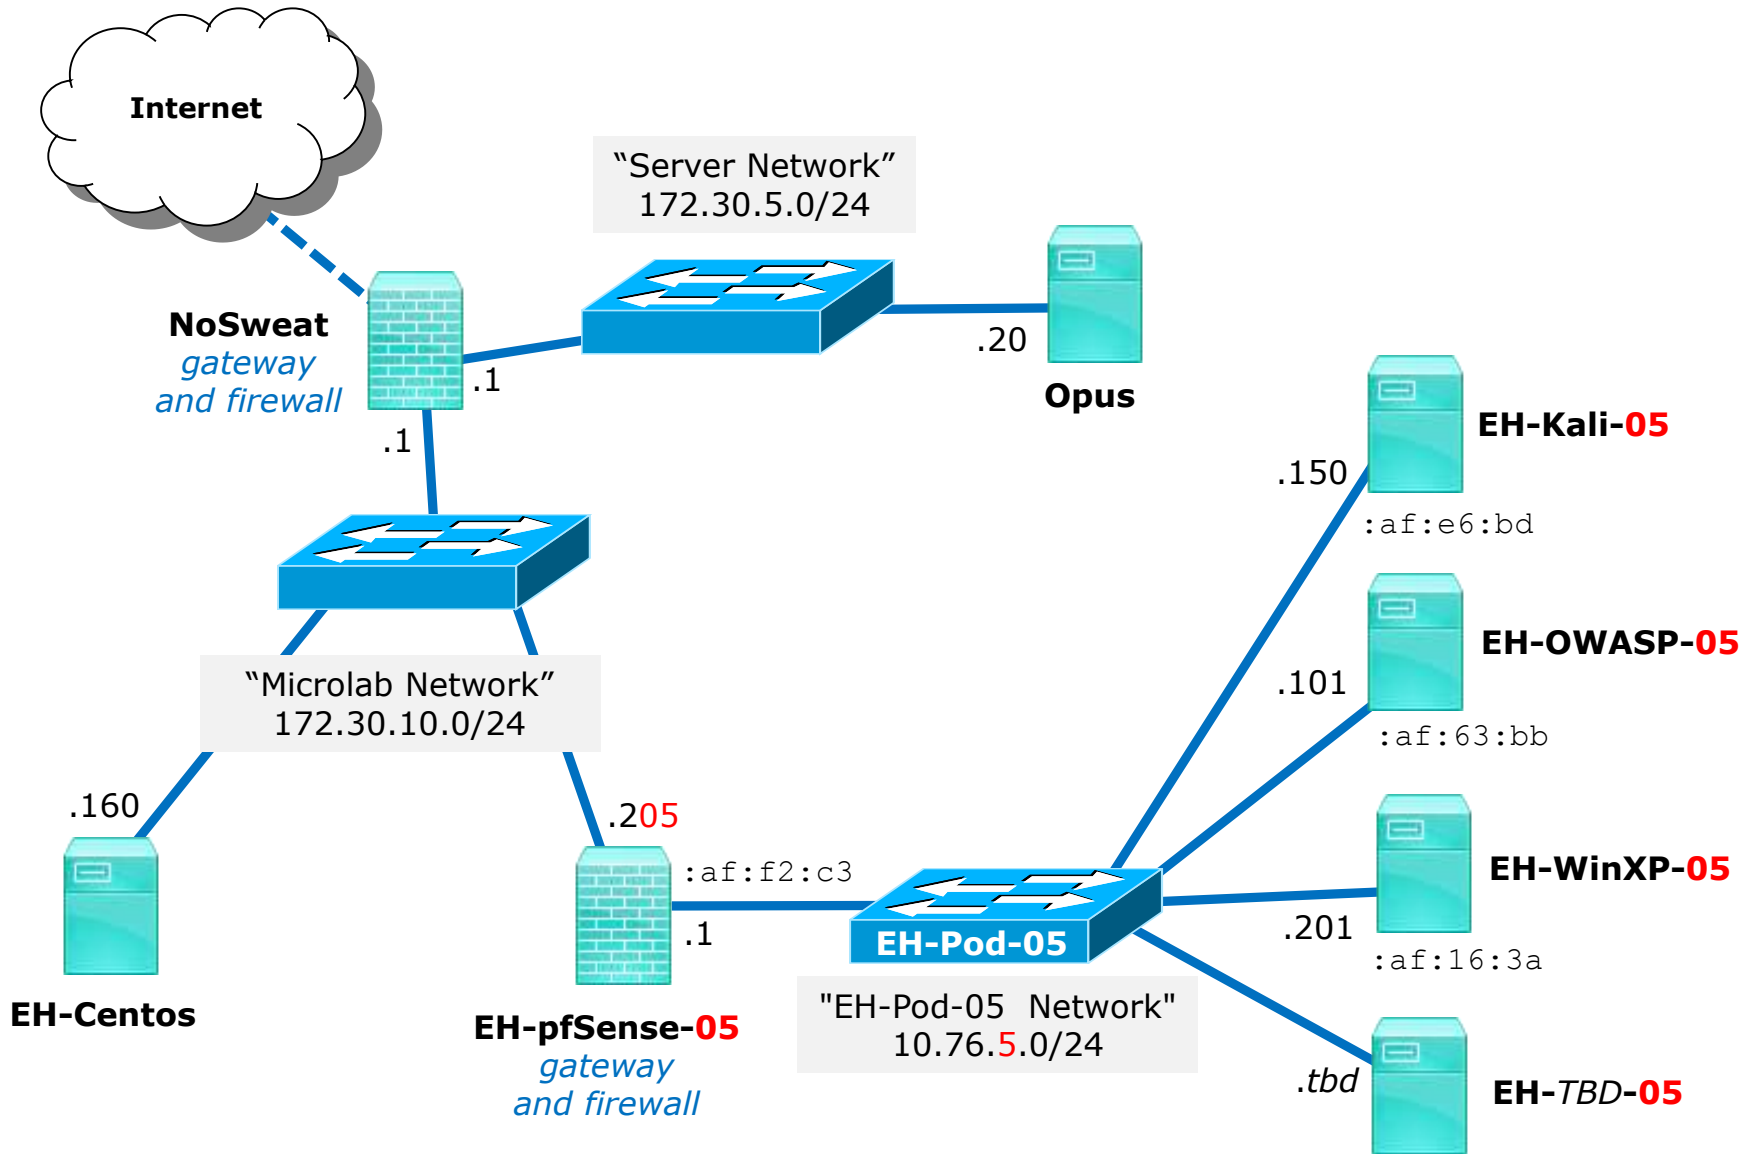 Internet
“Server Network”
172.30.5.0/24
NoSweat
gateway
and firewall
.1
.20
Opus
.1
EH-Kali-05
.150
:af:e6:bd
EH-OWASP-05
.101
:af:63:bb
“Microlab Network”
172.30.10.0/24
.160
.205
:af:f2:c3
.1
EH-Pod-05
EH-WinXP-05
.201
:af:16:3a
EH-Centos
EH-pfSense-05
gateway
and firewall
"EH-Pod-05  Network"
10.76.5.0/24
.tbd
EH-TBD-05